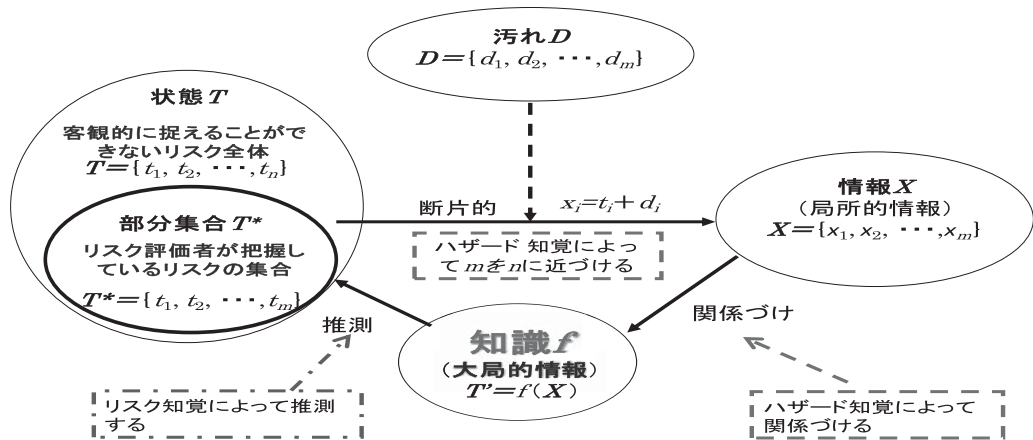 汚れD
D={d₁, d₂, ･･･,dₘ}
状態T
客観的に捉えることがで
きないリスク全体
T={t₁, t₂, ･･･,tₙ}
部分集合T*
リスク評価者が把握し
ているリスクの集合
T*={t₁, t₂, ･･･,tₘ}
断片的
xᵢ=tᵢ+dᵢ
ハザード 知覚によっ
てmをnに近づける
情報X
(局所的情報)
X={x₁, x₂, ･･･,xₘ}
関係づけ
知識f
(大局的情報)
T'=f(X)
推測
リスク知覚によって推測
する
ハザード知覚によって
関係づける